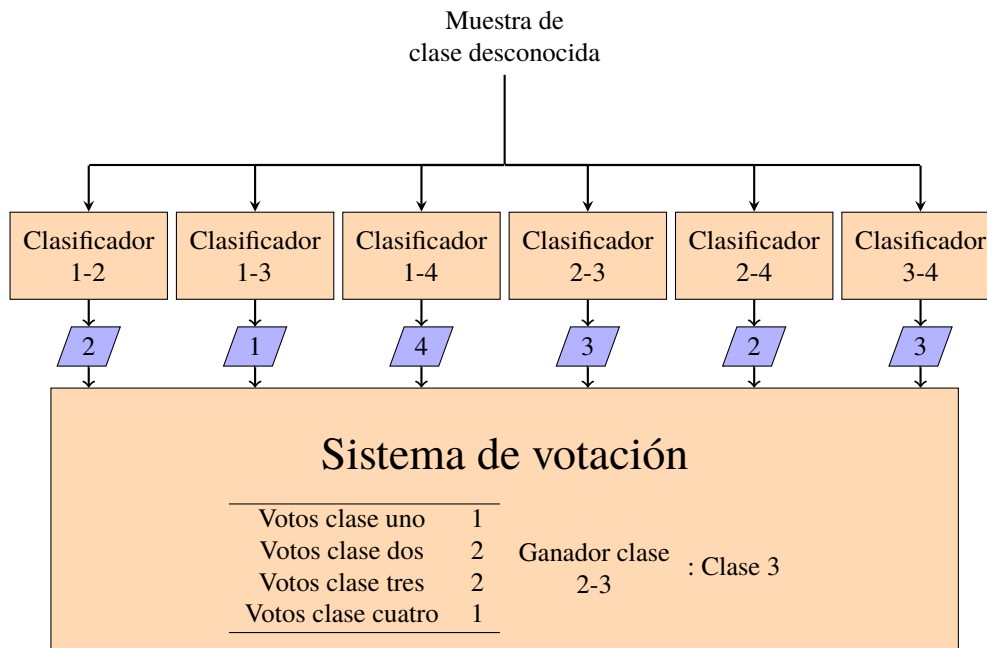 Muestra de
clase desconocida
Clasificador
1-2
Clasificador
1-3
Clasificador
1-4
Clasificador
2-3
Clasificador
2-4
Clasificador
3-4
2
1
4
3
2
3
Sistema de votación
Votos clase uno 1
Votos clase dos 2
Votos clase tres 2
Votos clase cuatro 1
Ganador clase
2-3
: Clase 3